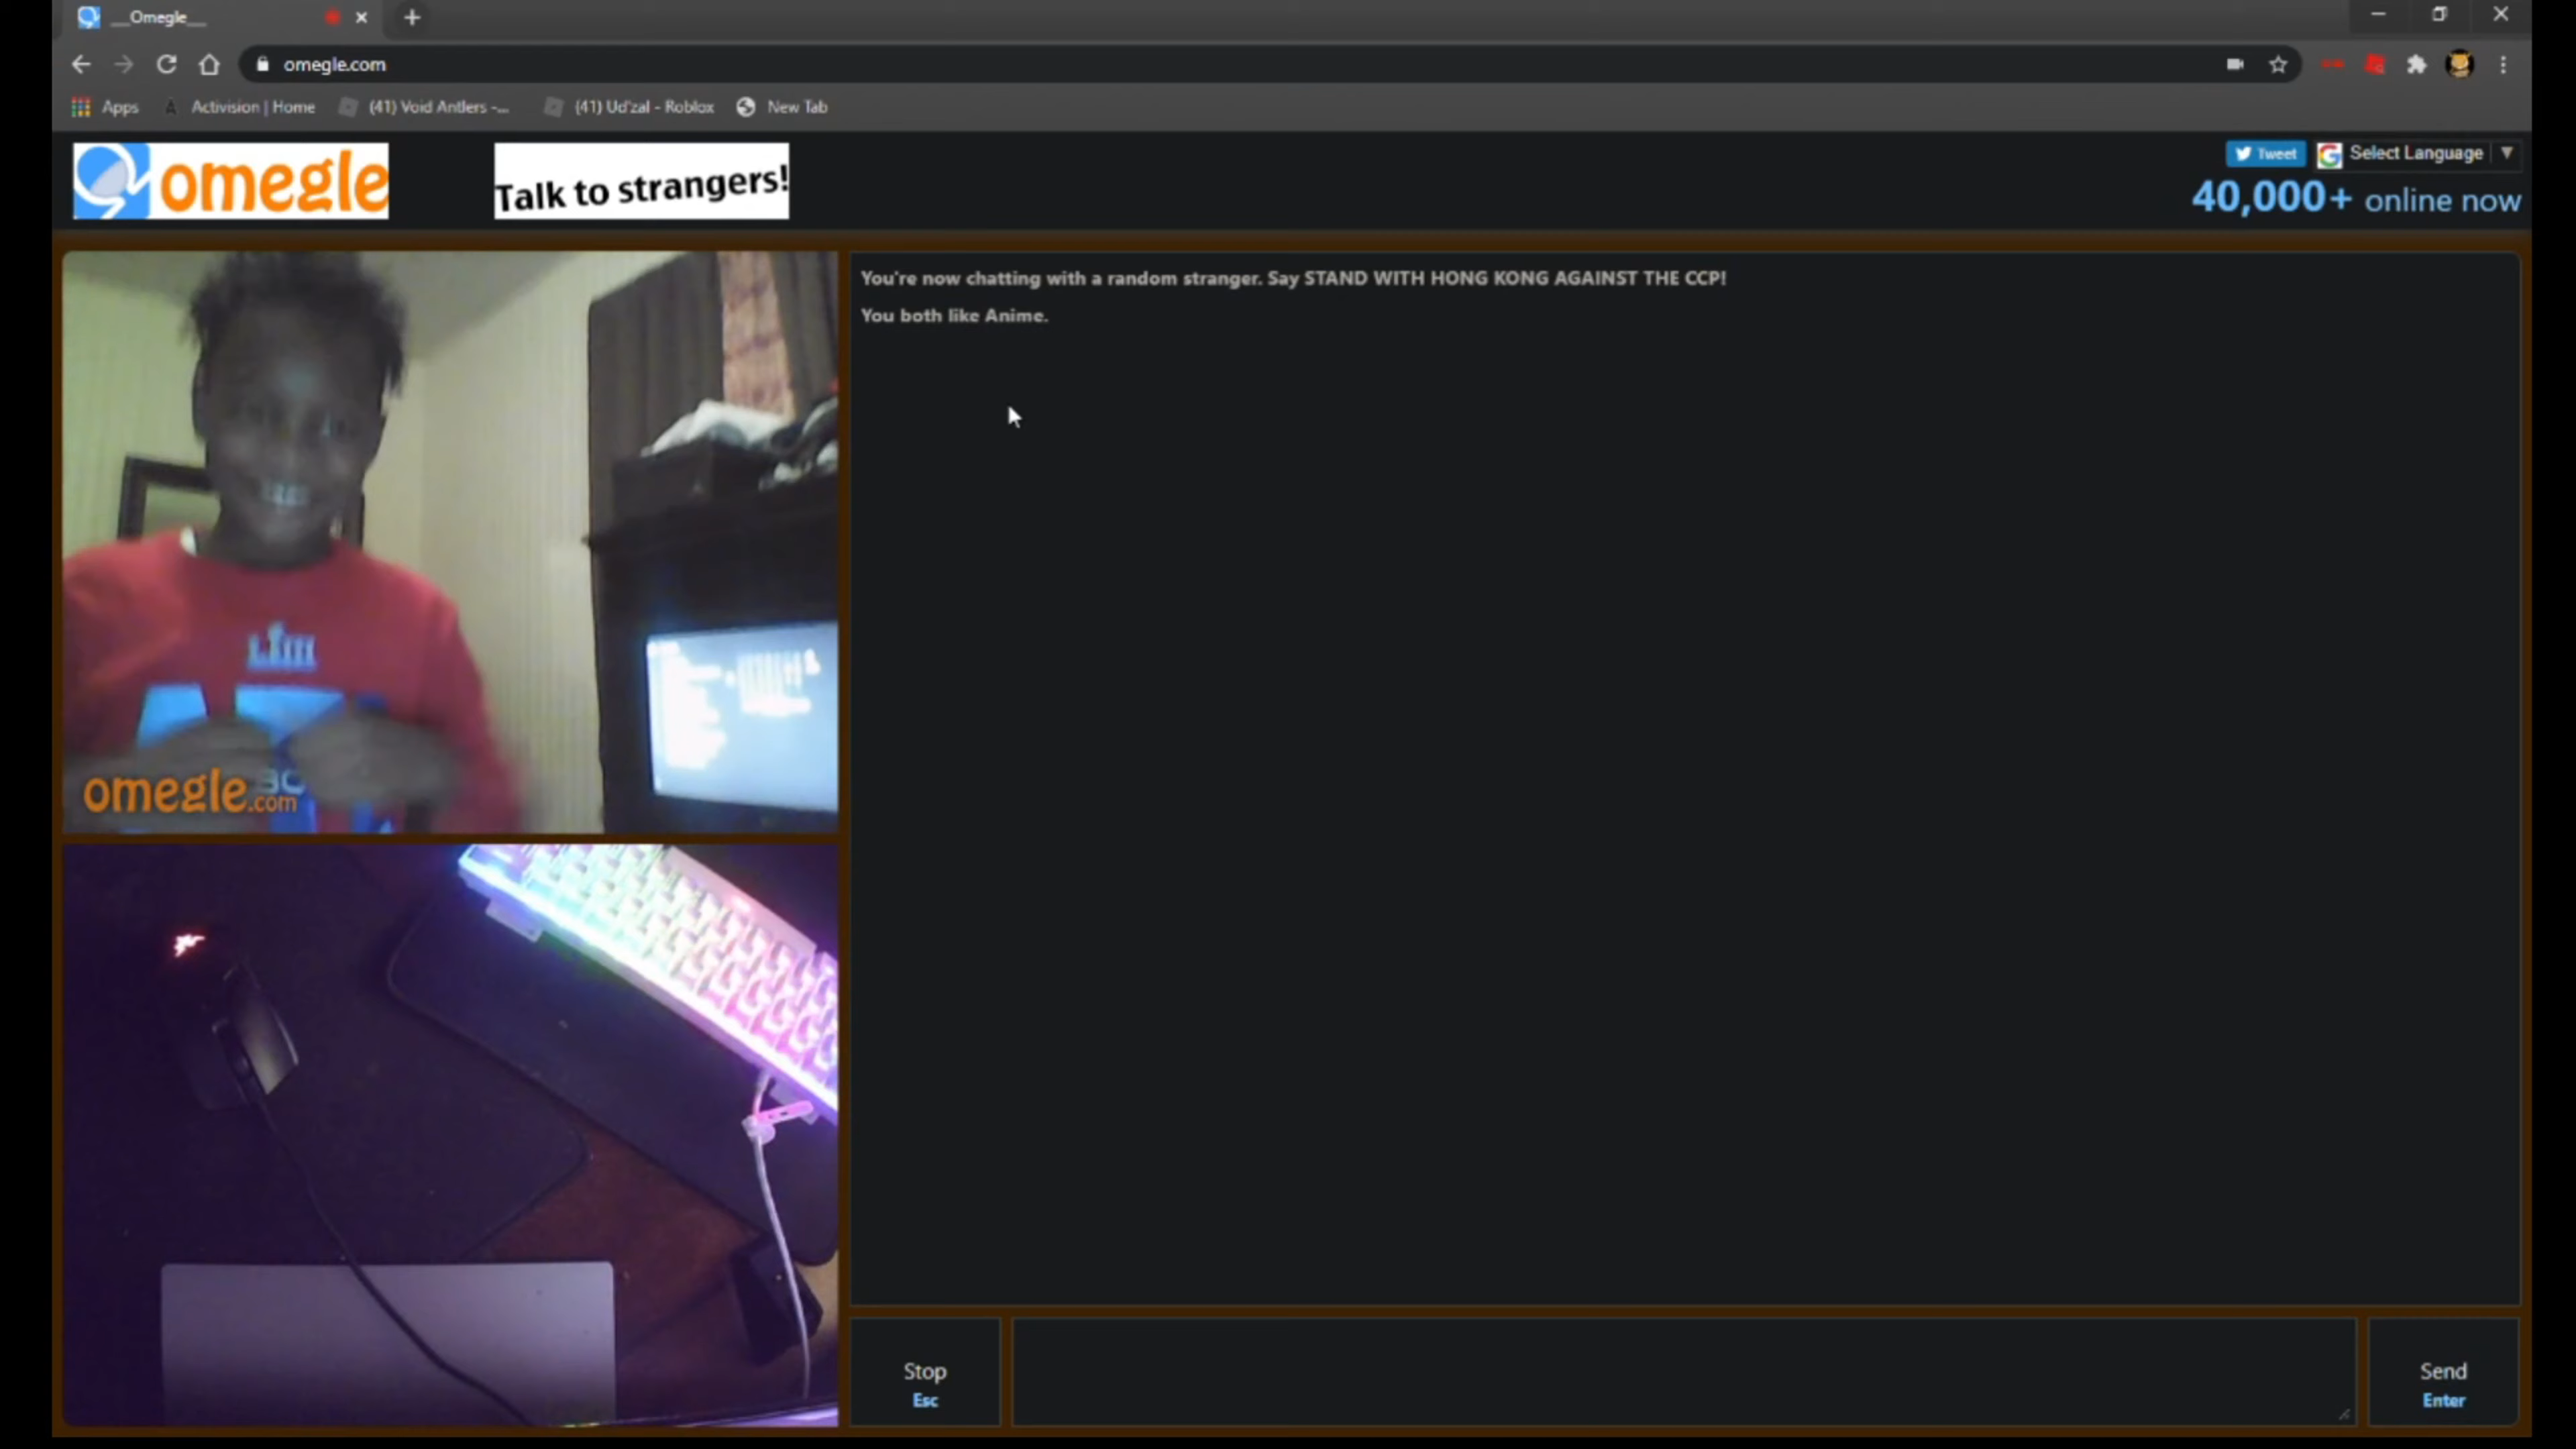 __Omegle__
omegle.com
Apps
Activision | Home
(41) Void Antlers -...
(41) Ud'zal - Roblox
New Tab
omegle
Talk to strangers!
Tweet
Select Language
40,000+ online now
You're now chatting with a random stranger. Say STAND WITH HONG KONG AGAINST THE CCP!
You both like Anime.
LIII
omegle.com
Stop
Esc
Send
Enter